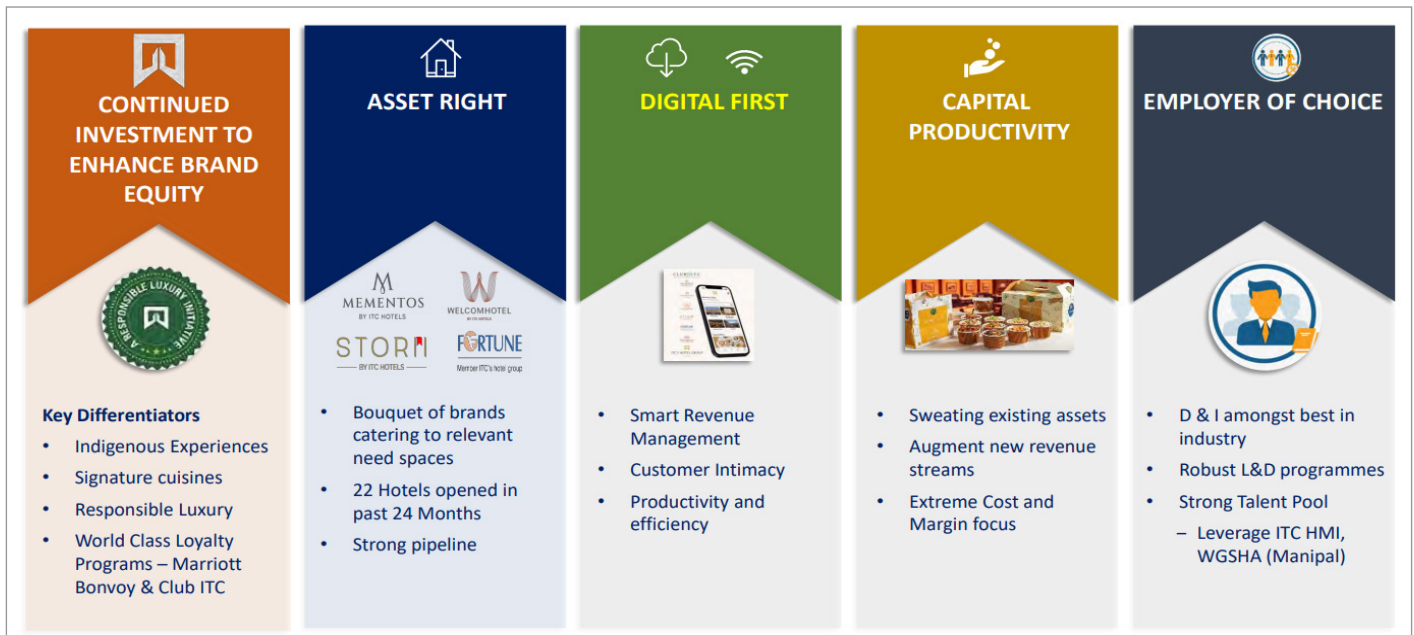 CONTINUED
INVESTMENT TO
ENHANCE BRAND
EQUITY
A RESPONSIBLE LUXURY INITIATIVE
Key Differentiators
• Indigenous Experiences
• Signature cuisines
• Responsible Luxury
• World Class Loyalty
Programs – Marriott
Bonvoy & Club ITC
ASSET RIGHT
MEMENTOS
BY ITC HOTELS
WELCOMHOTEL
BY ITC HOTELS
STORII
BY ITC HOTELS
FORTUNE
Member ITC's hotel group
• Bouquet of brands
catering to relevant
need spaces
• 22 Hotels opened in
past 24 Months
• Strong pipeline
DIGITAL FIRST
• Smart Revenue
Management
• Customer Intimacy
• Productivity and
efficiency
CAPITAL
PRODUCTIVITY
• Sweating existing assets
• Augment new revenue
streams
• Extreme Cost and
Margin focus
EMPLOYER OF CHOICE
• D & I amongst best in
industry
• Robust L&D programmes
• Strong Talent Pool
– Leverage ITC HMI,
WGSHA (Manipal)